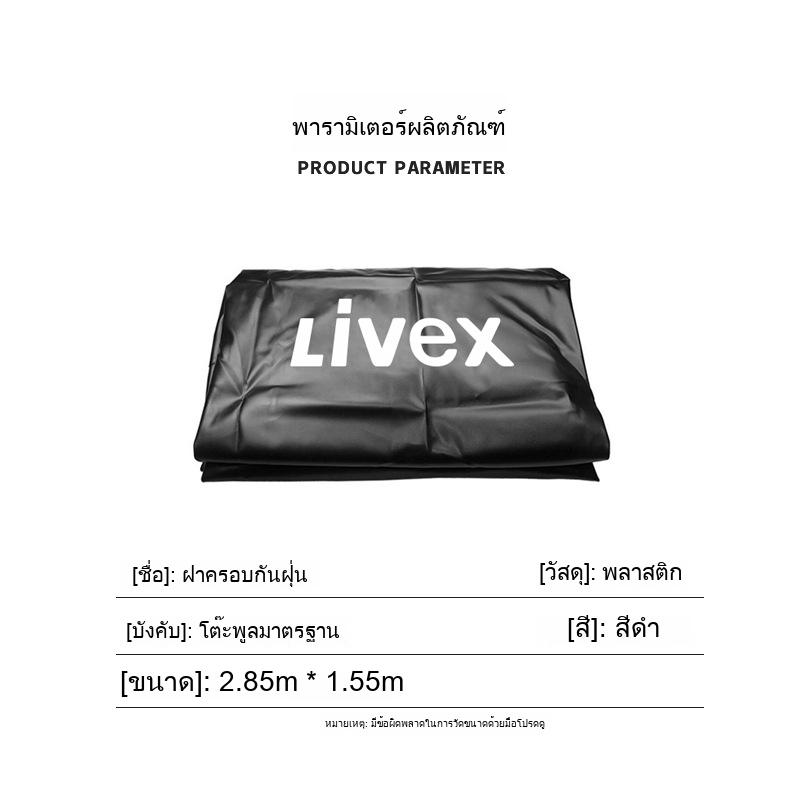 พารามิเตอร์ผลิตภัณฑ์
PRODUCT PARAMETER
Livex
[ชื่อ]: ฝาครอบกันฝุ่น
[วัสดุ]: พลาสติก
[บังคับ]: โต๊ะพูลมาตรฐาน
[สี]: สีดำ
[ขนาด]: 2.85m * 1.55m
หมายเหตุ: มีข้อผิดพลาดในการวัดขนาดด้วยมือโปรดดู